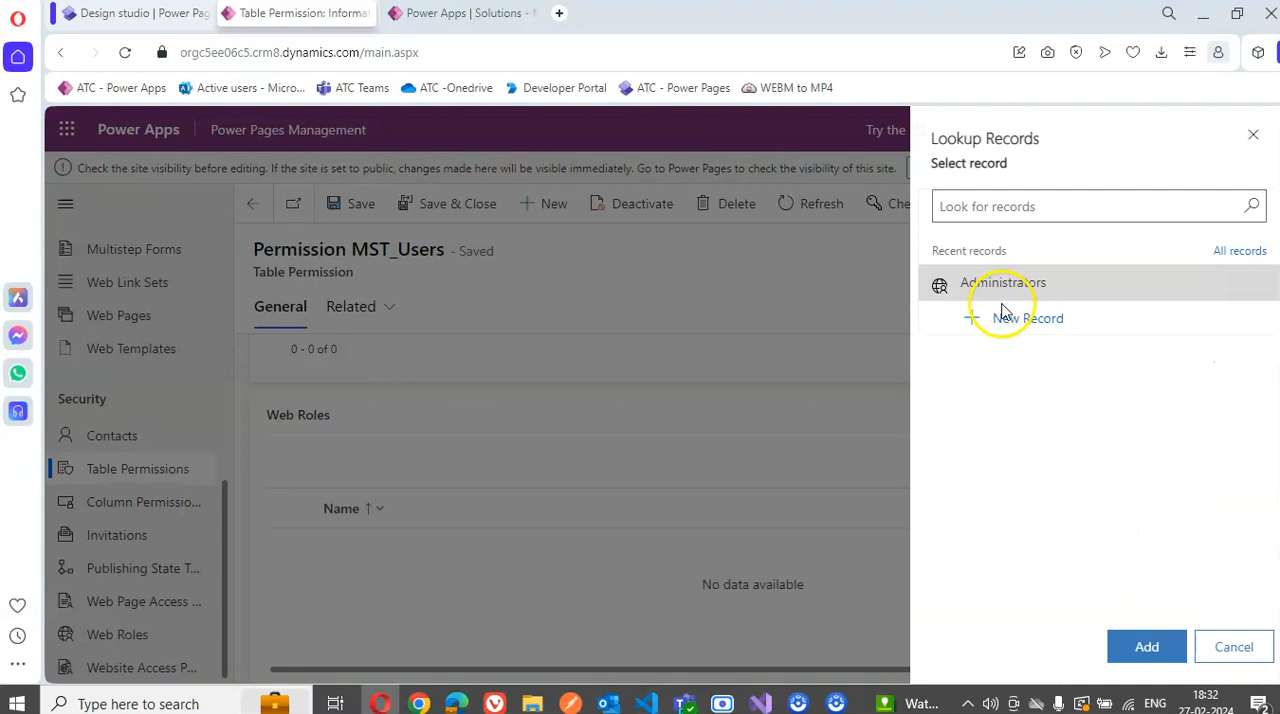 Design studio | Power Pag
Table Permission: Informat
Power Apps | Solutions -
orgc5ee06c5.crm8.dynamics.com/main.aspx
ATC - Power Apps
Active users - Micro...
ATC Teams
ATC -Onedrive
Developer Portal
ATC - Power Pages
WEBM to MP4
Power Apps
Power Pages Management
Try the
Check the site visibility before editing. If the site is set to public, changes made here will be visible immediately. Go to Power Pages to check the visibility of this site.
Save
Save & Close
New
Deactivate
Delete
Refresh
Che
Multistep Forms
Web Link Sets
Web Pages
Web Templates
Security
Contacts
Table Permissions
Column Permissio...
Invitations
Publishing State T...
Web Page Access ...
Web Roles
Website Access P...
Permission MST_Users - Saved
Table Permission
General
Related
0 - 0 of 0
Web Roles
Name
No data available
Lookup Records
Select record
Look for records
Recent records
All records
Administrators
New Record
Add
Cancel
Type here to search
Wat...
ENG
18:32
27-02-2024